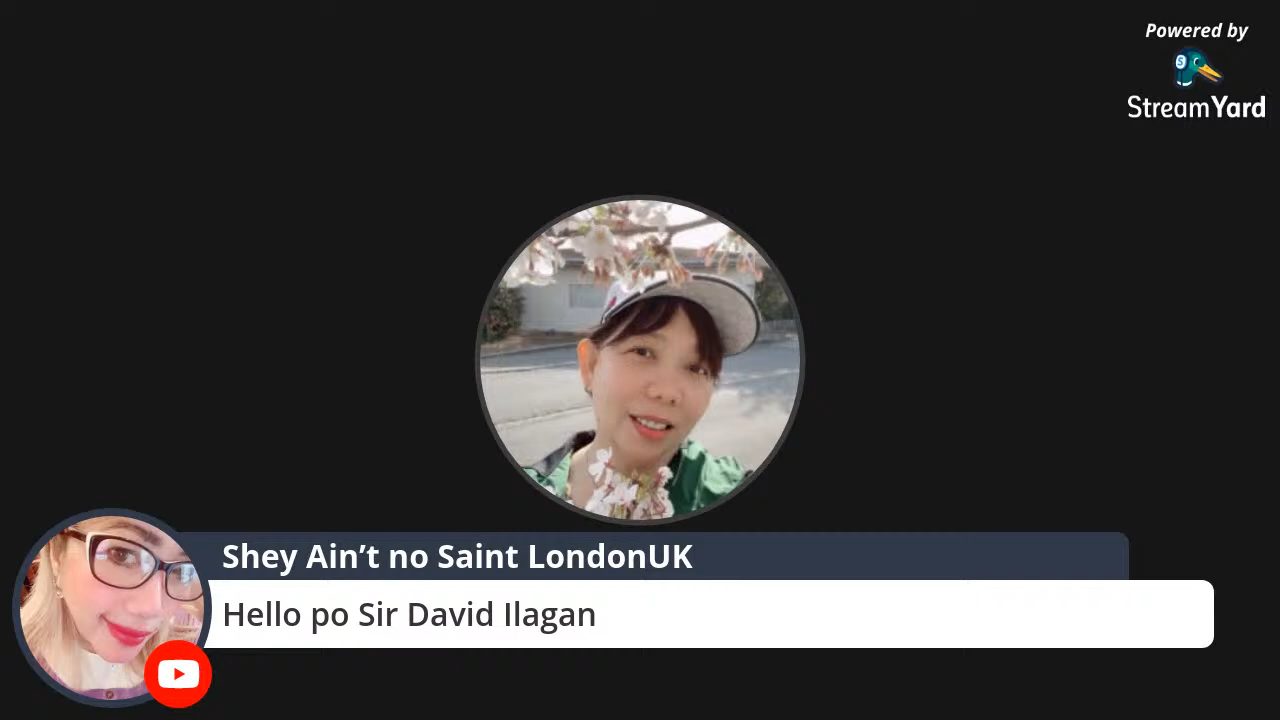 Powered by
StreamYard
Shey Ain’t no Saint LondonUK
Hello po Sir David Ilagan